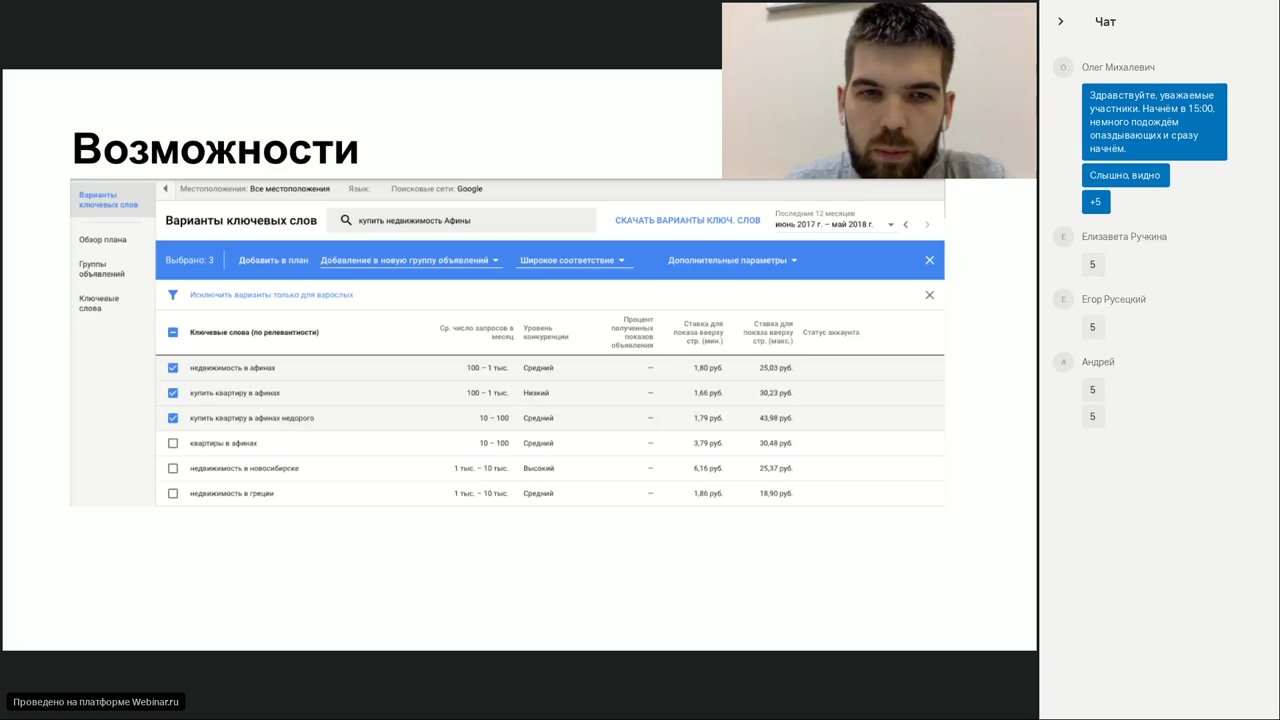 Возможности
Варианты
ключевых слов
Обзор плана
Группы
объявлений
Ключевые
слова
Местоположения: Все местоположения Язык: Поисковые сети: Google
Варианты ключевых слов
купить недвижимость Афины
СКАЧАТЬ ВАРИАНТЫ КЛЮЧ. СЛОВ
Последние 12 месяцев
июнь 2017 г. – май 2018 г.
Выбрано: 3 Добавить в план Добавление в новую группу объявлений Широкое соответствие Дополнительные параметры
Исключить варианты только для взрослых
Ключевые слова (по релевантности)
Ср. число запросов в
месяц
Уровень
конкуренции
Процент
полученных
показов
объявления
Ставка для
показа вверху
стр. (мин.)
Ставка для
показа вверху
стр. (макс.)
Статус аккаунта
недвижимость в афинах 100 – 1 тыс. Средний — 1,80 руб. 25,03 руб.
купить квартиру в афинах 100 – 1 тыс. Низкий — 1,66 руб. 30,23 руб.
купить квартиру в афинах недорого 10 – 100 Средний — 1,79 руб. 43,98 руб.
квартиры в афинах 10 – 100 Средний — 3,79 руб. 30,48 руб.
недвижимость в новосибирске 1 тыс. – 10 тыс. Высокий — 6,16 руб. 25,37 руб.
недвижимость в греции 1 тыс. – 10 тыс. Средний — 1,86 руб. 18,90 руб.
Проведено на платформе Webinar.ru
Чат
О Олег Михалевич
Здравствуйте, уважаемые
участники. Начнём в 15:00,
немного подождём
опаздывающих и сразу
начнём.
Слышно, видно
+5
Е Елизавета Ручкина
5
Е Егор Русецкий
5
А Андрей
5
5